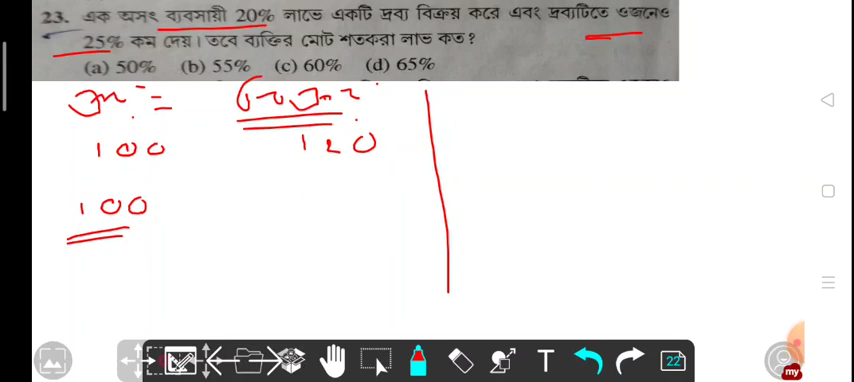 23. এক অসৎ ব্যবসায়ী 20% লাভে একটি দ্রব্য বিক্রয় করে এবং দ্রব্যটিতে ওজনেও
25% কম দেয়। তবে ব্যক্তির মোট শতকরা লাভ কত?
(a) 50% (b) 55% (c) 60% (d) 65%
=
100 120
100
T 22
my